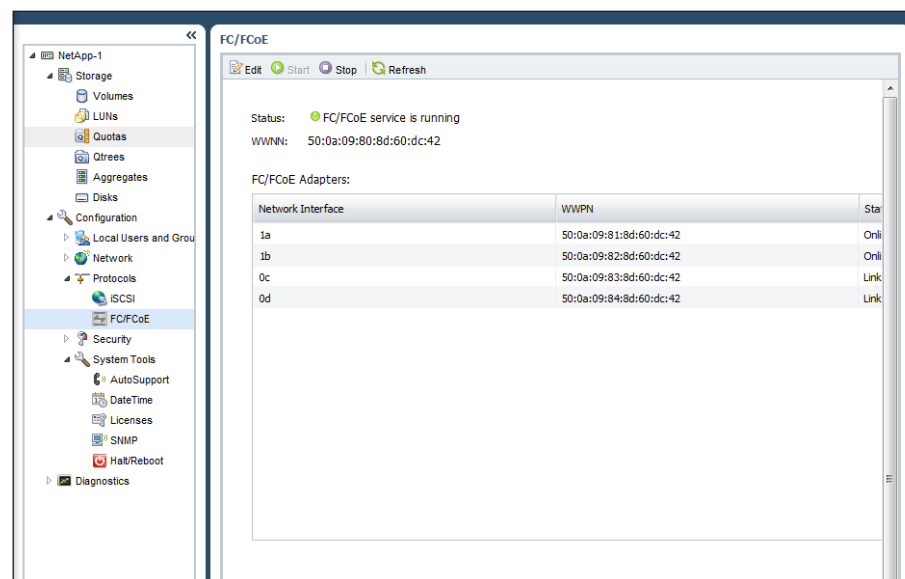 NetApp-1
Storage
Volumes
LUNs
Quotas
Qtrees
Aggregates
Disks
Configuration
Local Users and Grou
Network
Protocols
iSCSI
FC/FCoE
Security
System Tools
AutoSupport
DateTime
Licenses
SNMP
Halt/Reboot
Diagnostics
FC/FCoE
Edit Start Stop Refresh
Status: FC/FCoE service is running
WWNN: 50:0a:09:80:8d:60:dc:42
FC/FCoE Adapters:
Network Interface WWPN Sta
1a 50:0a:09:81:8d:60:dc:42 Onli
1b 50:0a:09:82:8d:60:dc:42 Onli
0c 50:0a:09:83:8d:60:dc:42 Link
0d 50:0a:09:84:8d:60:dc:42 Link